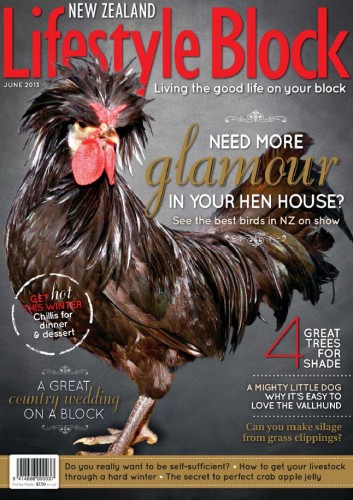 NEW ZEALAND
Lifestyle Block
JUNE 2013
Living the good life on your block
NEED MORE
glamour
IN YOUR HEN HOUSE?
See the best birds in NZ on show
GET hot
THIS WINTER
Chillis for
dinner
& dessert
4 GREAT
TREES
FOR
SHADE
A GREAT
country wedding
ON A BLOCK
A MIGHTY LITTLE DOG
WHY IT'S EASY TO
LOVE THE VALLHUND
Can you make silage
from grass clippings?
Do you really want to be self-sufficient? • How to get your livestock
through a hard winter • The secret to perfect crab apple jelly